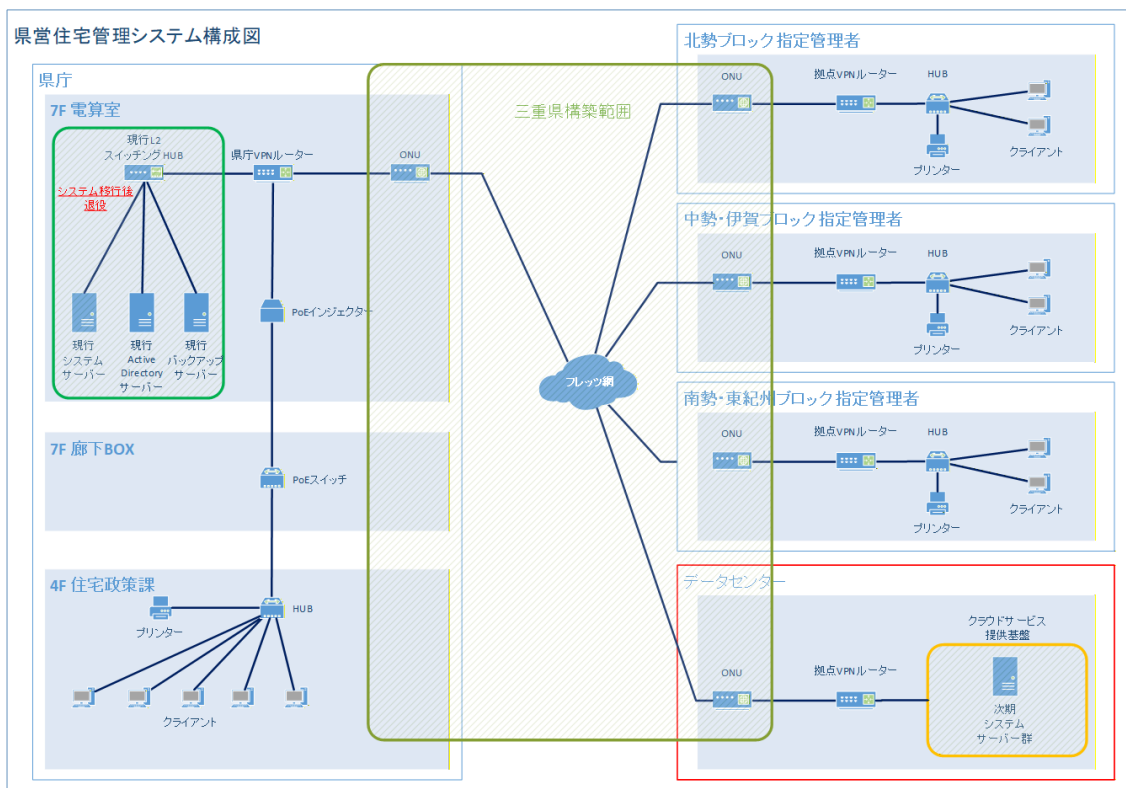 県営住宅管理システム構成図
県庁
7F 電算室
現行L2
スイッチングHUB
システム移行後
退役
県庁VPNルーター
ONU
現行
システム
サーバー
現行
Active
Directory
サーバー
現行
バックアップ
サーバー
PoEインジェクター
7F 廊下BOX
PoEスイッチ
4F 住宅政策課
プリンター
HUB
クライアント
三重県構築範囲
フレッツ網
北勢ブロック指定管理者
ONU
拠点VPNルーター
HUB
プリンター
クライアント
中勢・伊賀ブロック指定管理者
ONU
拠点VPNルーター
HUB
プリンター
クライアント
南勢・東紀州ブロック指定管理者
ONU
拠点VPNルーター
HUB
プリンター
クライアント
データセンター
ONU
拠点VPNルーター
クラウドサービス
提供基盤
次期
システム
サーバー群